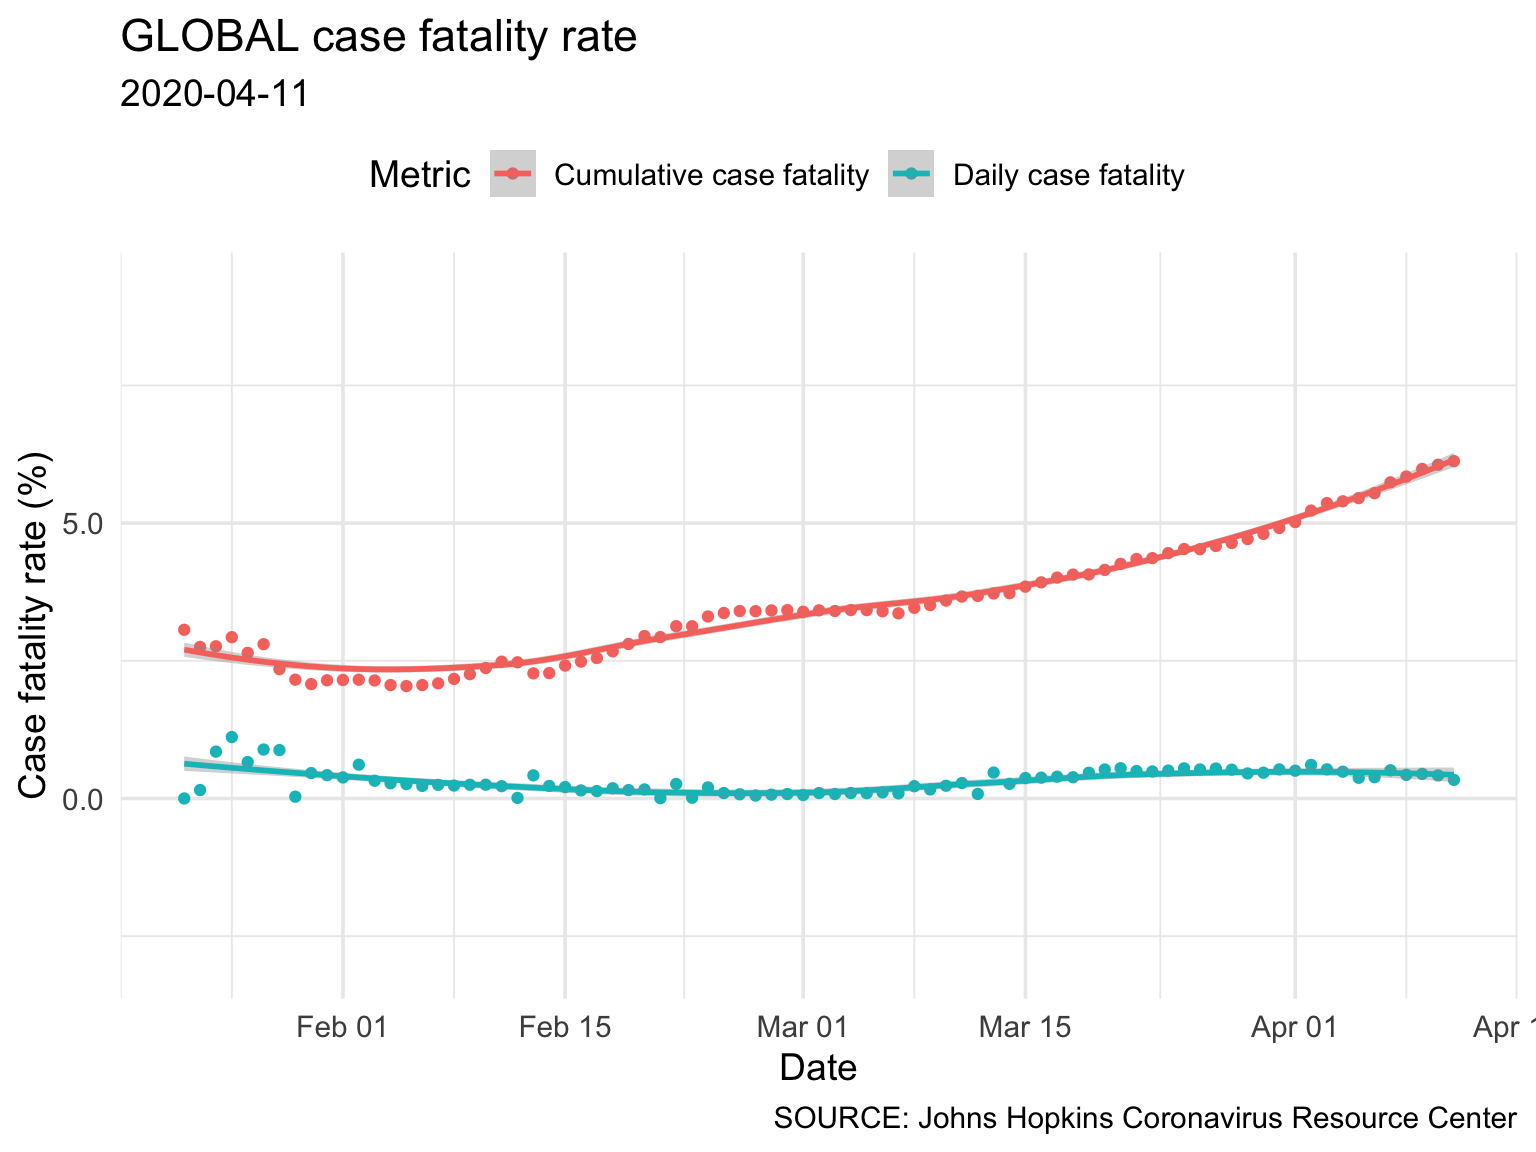 GLOBAL case fatality rate
2020-04-11
Metric Cumulative case fatality Daily case fatality
Case fatality rate (%)
5.0
0.0
Feb 01 Feb 15 Mar 01 Mar 15 Apr 01 Apr
Date
SOURCE: Johns Hopkins Coronavirus Resource Center